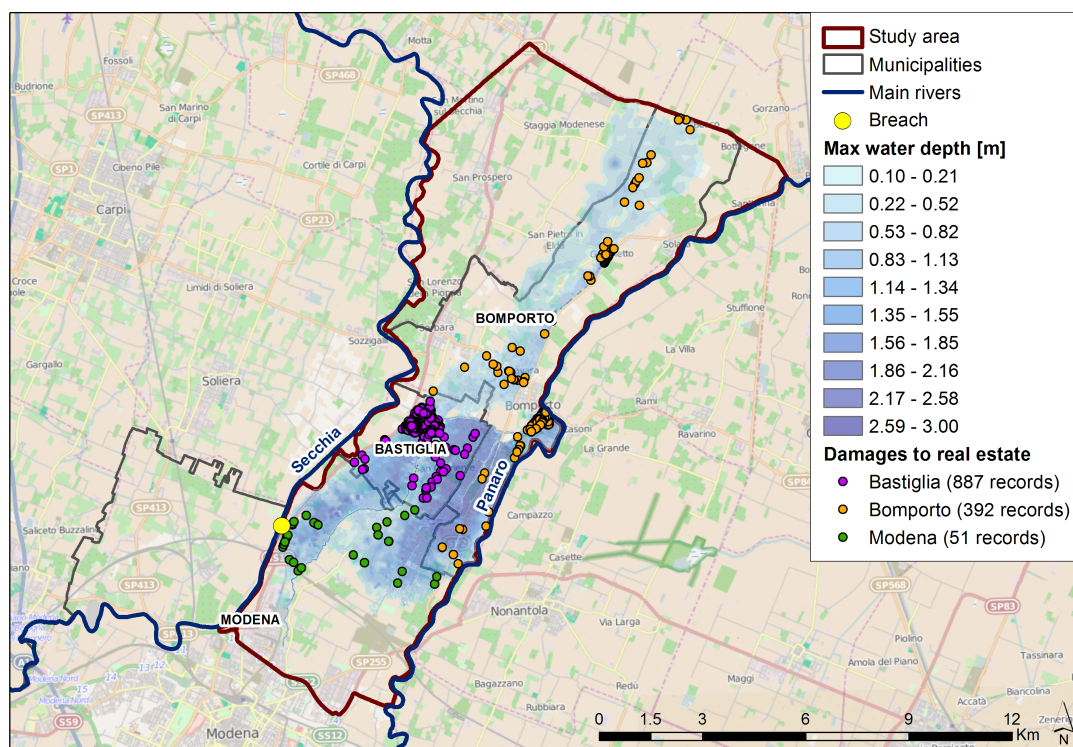 Study area
Municipalities
Main rivers
Breach
Max water depth [m]
0.10 - 0.21
0.22 - 0.52
0.53 - 0.82
0.83 - 1.13
1.14 - 1.34
1.35 - 1.55
1.56 - 1.85
1.86 - 2.16
2.17 - 2.58
2.59 - 3.00
Damages to real estate
Bastiglia (887 records)
Bomporto (392 records)
Modena (51 records)
Motta
Fossoli
SP468
Budrione
San Marino
di Carpi
SP413
Staggia Modenese
Gorzano
Cibeno Pile
Cortile di Carpi
SP1
San Prospero
Carpi
SP21
Limidi di Soliera
BOMPORTO
Stuffione
Sozzigalli
La Villa
Gargallo
Soliera
Bomporto
Rami
Ravarino
La Grande
BASTIGLIA
Secchia
Panaro
SP413
Saliceto Buzzalino
Campazzo
Casette
SP413
SP568
SP83
Nonantola
MODENA
Via Larga
Piolino
Tassinara
Amola del Piano
SP255
Maggi
Bagazzano
Redù
Biancolina
Rubbiara
Accatà
SS9
Modena
SS12
0 1.5 3 6 9 12
Km
N